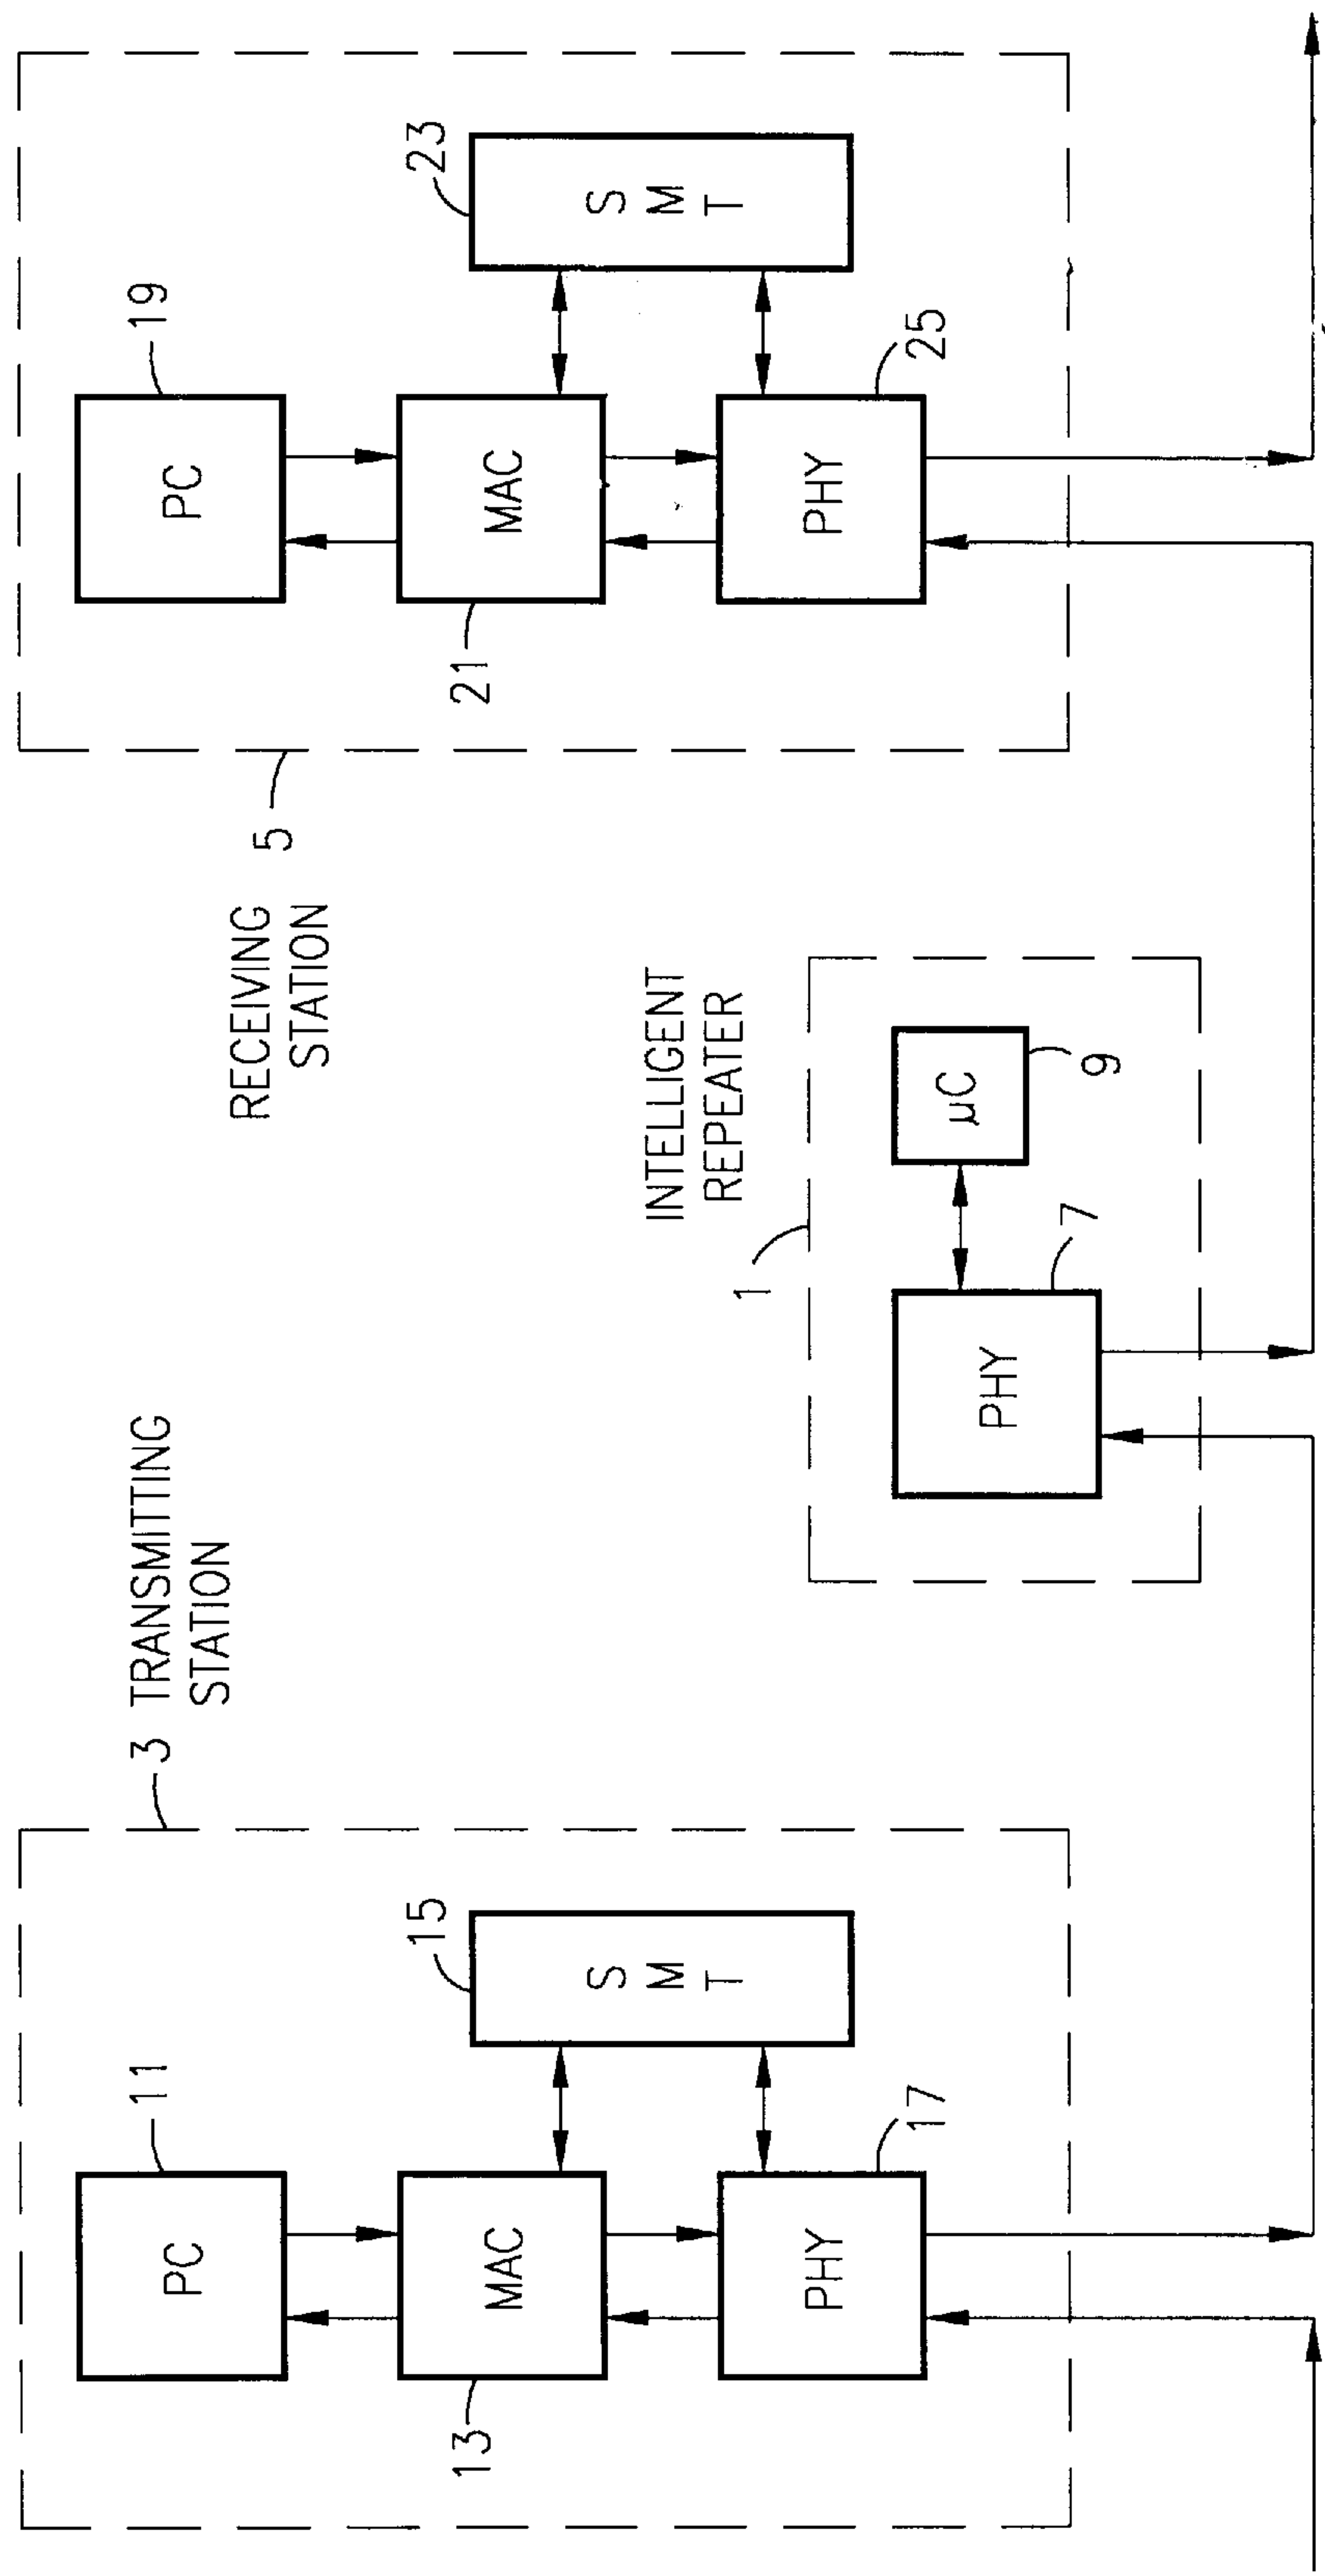 3 TRANSMITTING
STATION
PC
11
MAC
13
S
M
T
15
PHY
17
INTELLIGENT
REPEATER
1
PHY
7
µC
9
RECEIVING 5
STATION
PC
19
MAC
21
S
M
T
23
PHY
25